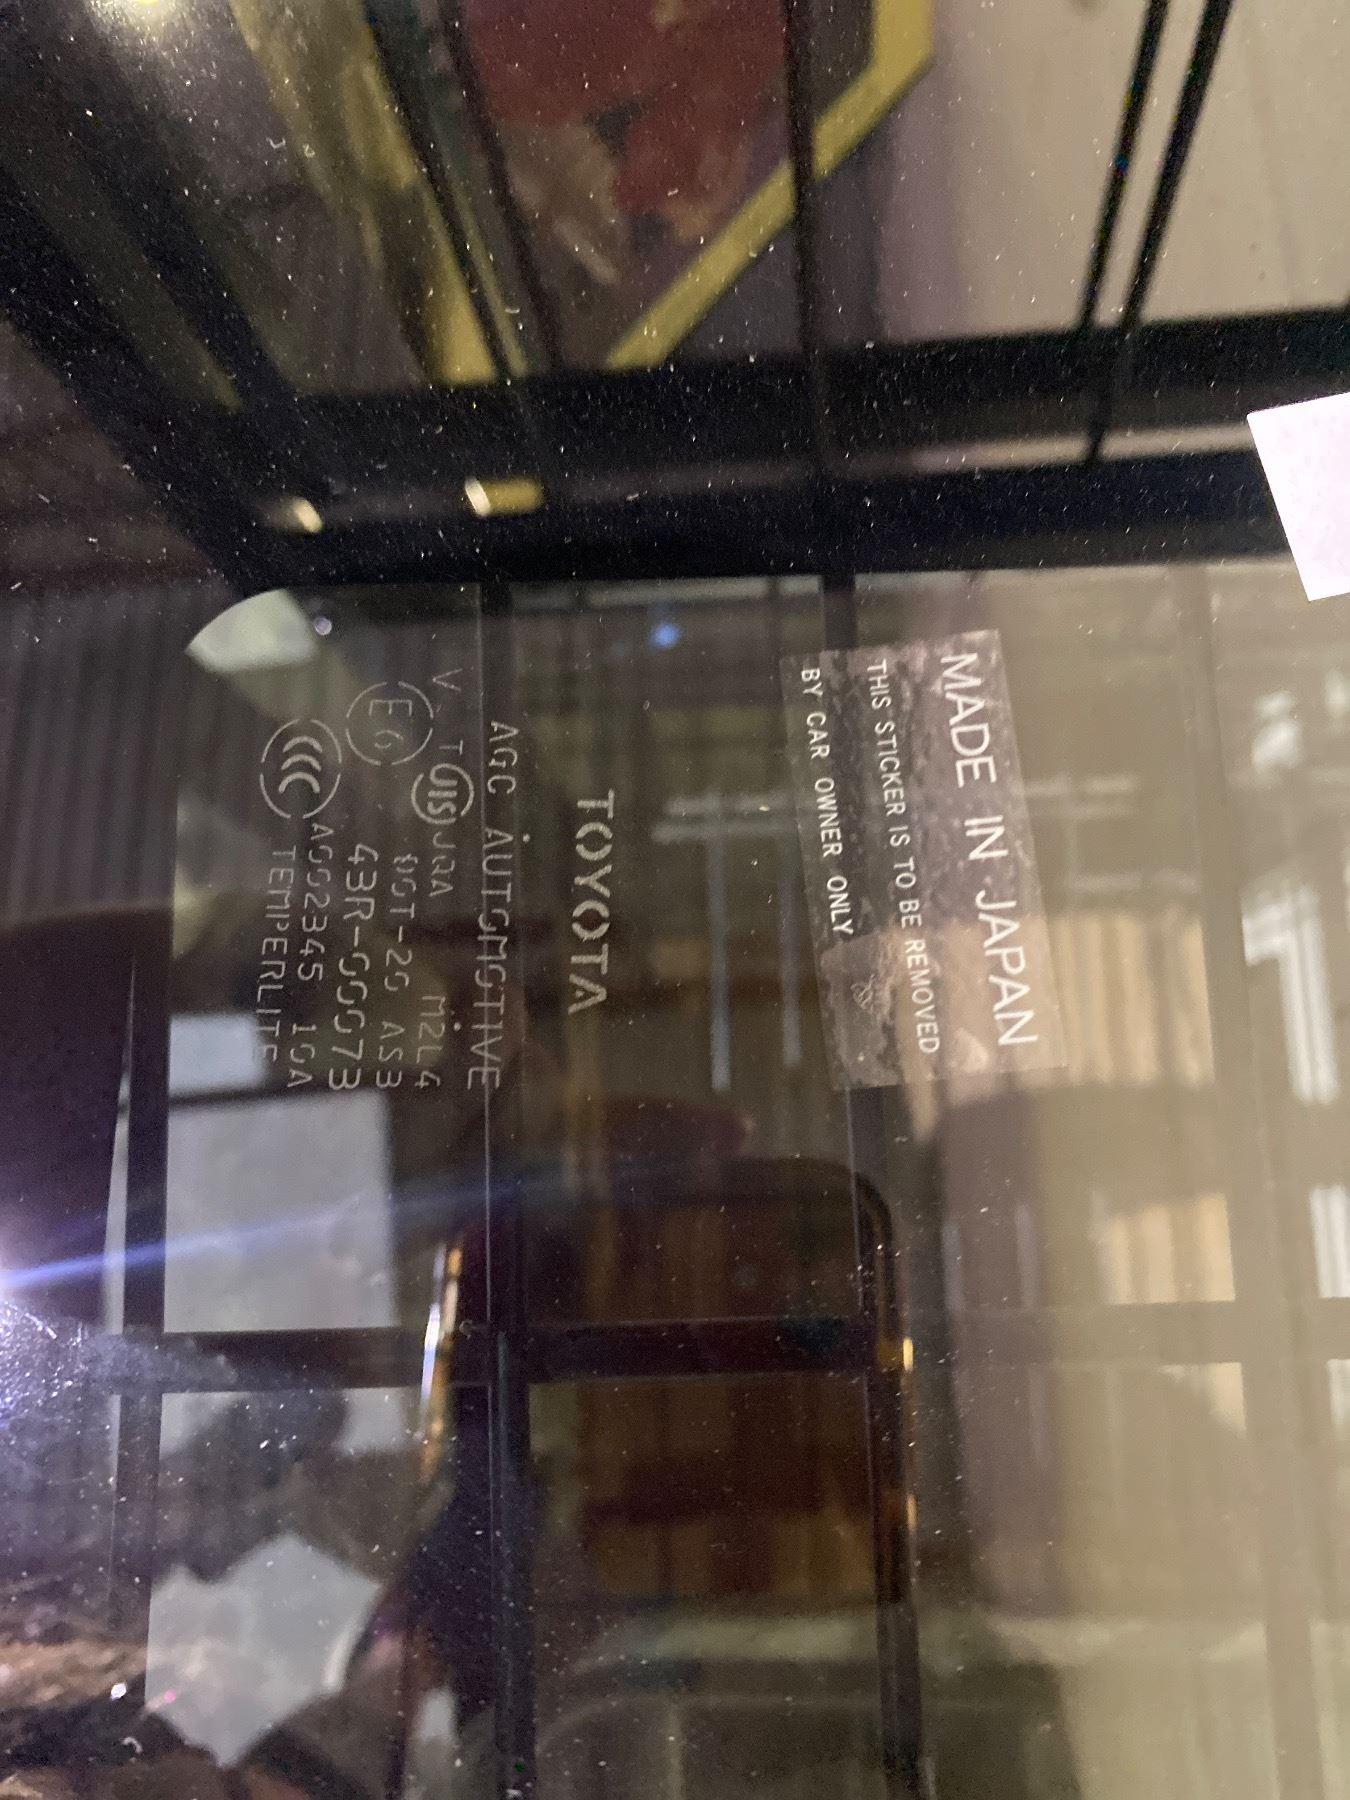 MADE IN JAPAN
THIS STICKER IS TO BE REMOVED
BY CAR OWNER ONLY
TOYOTA
AGC AUTOMOTIVE
V T JIS JQA M2L4
E6 DOT-20 AS3
43R-00073
CCC A002345 10A
TEMPERLITE